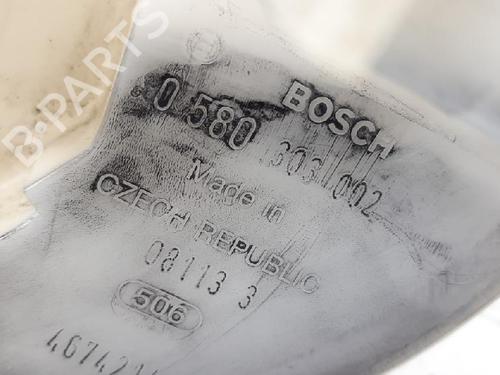 BOSCH
0 580 303 002
Made in
CZECH REPUBLIC
08113 3
506
B-PARTS